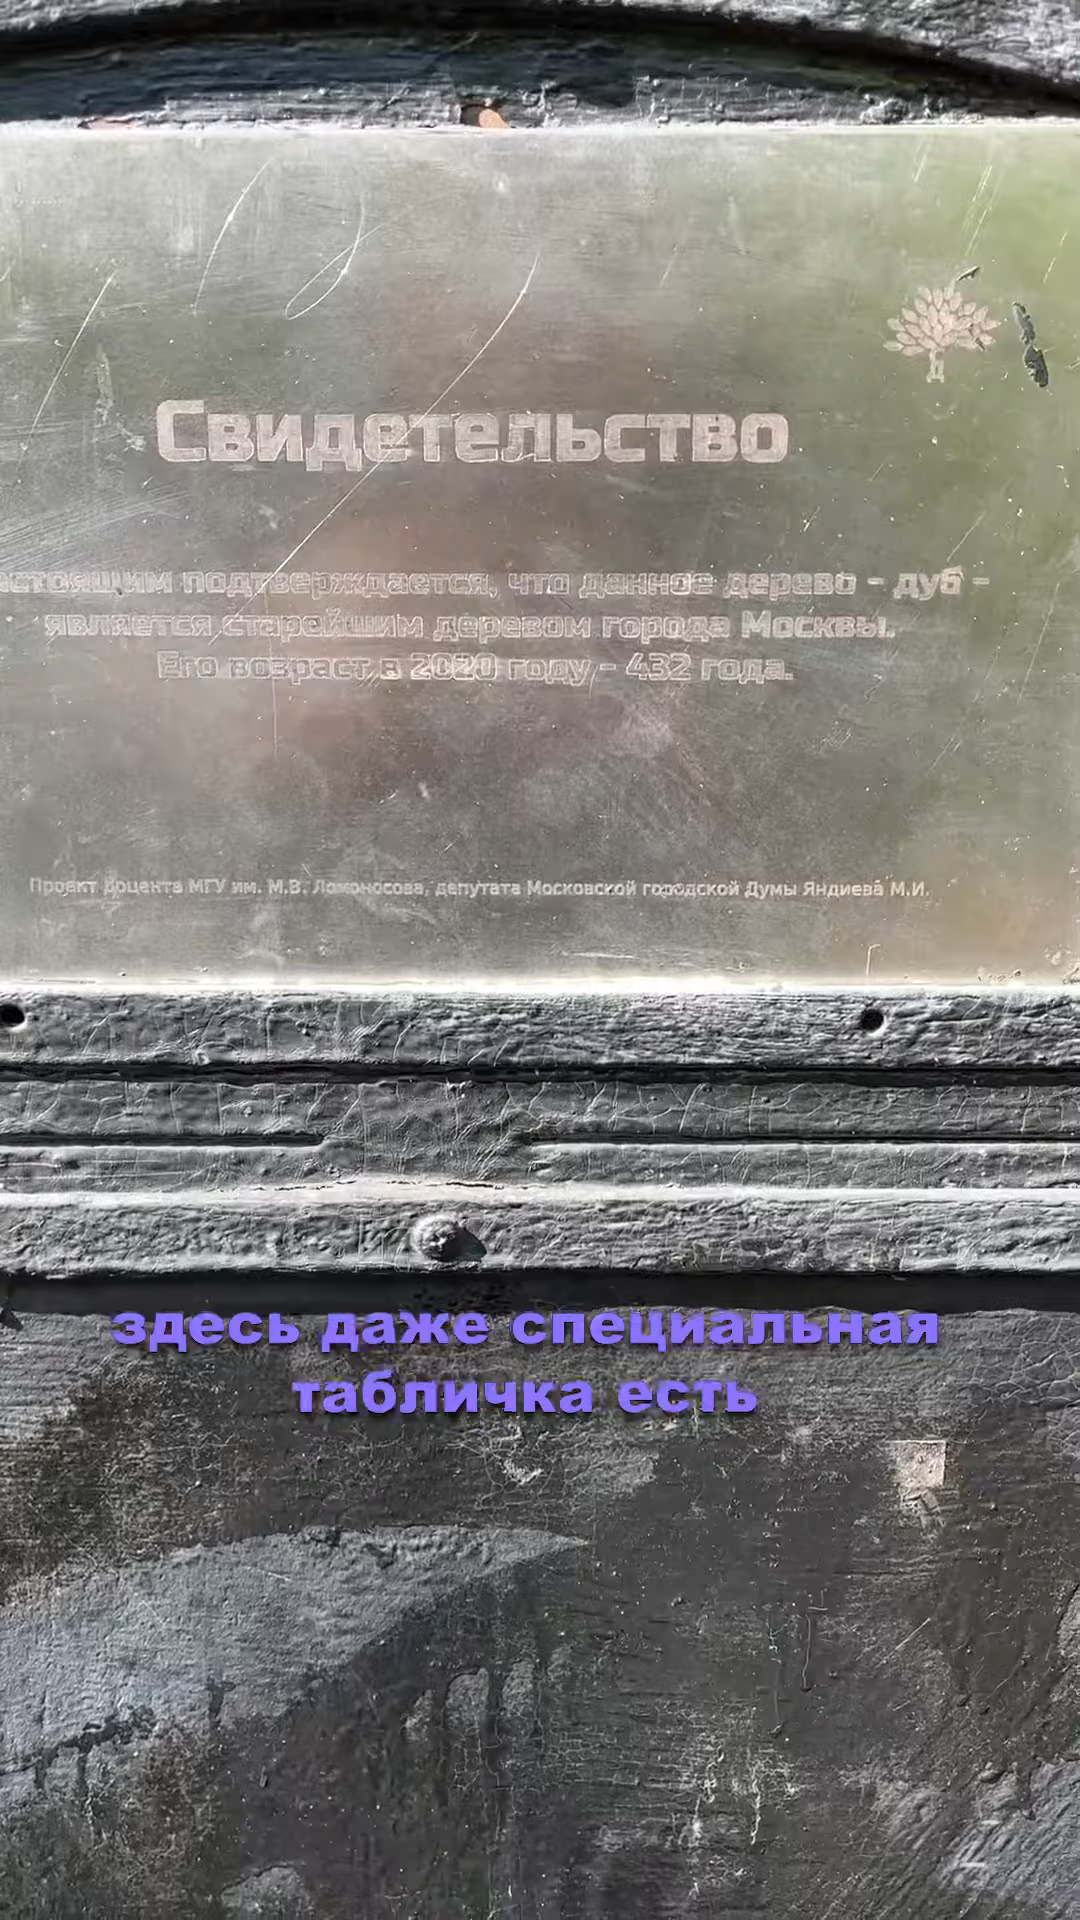 Свидетельство
астоящим подтверждается, что данное дерево - дуб -
является старейшим деревом города Москвы.
Его возраст в 2020 году - 432 года.
Проект доцента МГУ им. М.В. Ломоносова, депутата Московской городской Думы Яндиева М.И.
здесь даже специальная
табличка есть